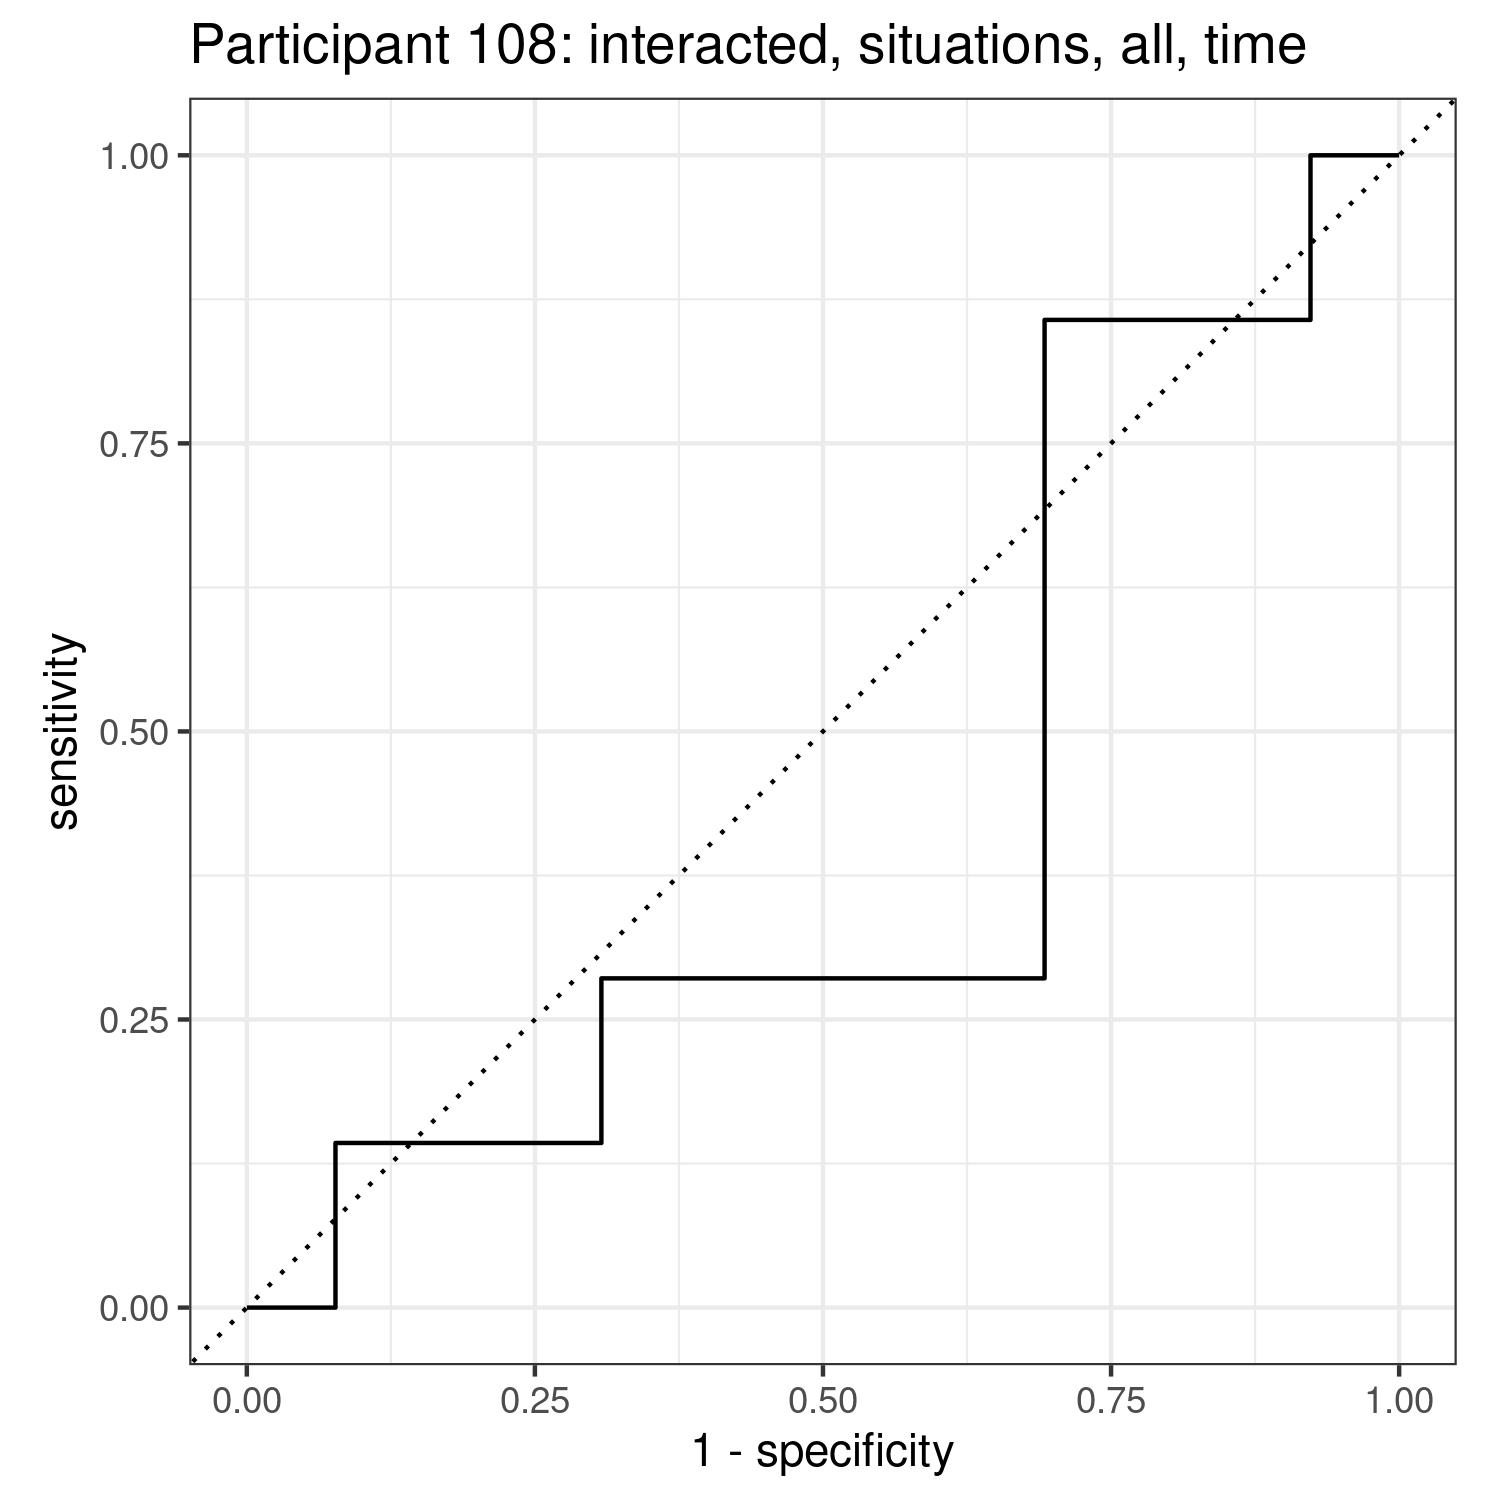 Participant 108: interacted, situations, all, time
1.00
0.75
0.50
0.25
0.00
sensitivity
0.00 0.25 0.50 0.75 1.00
1 - specificity